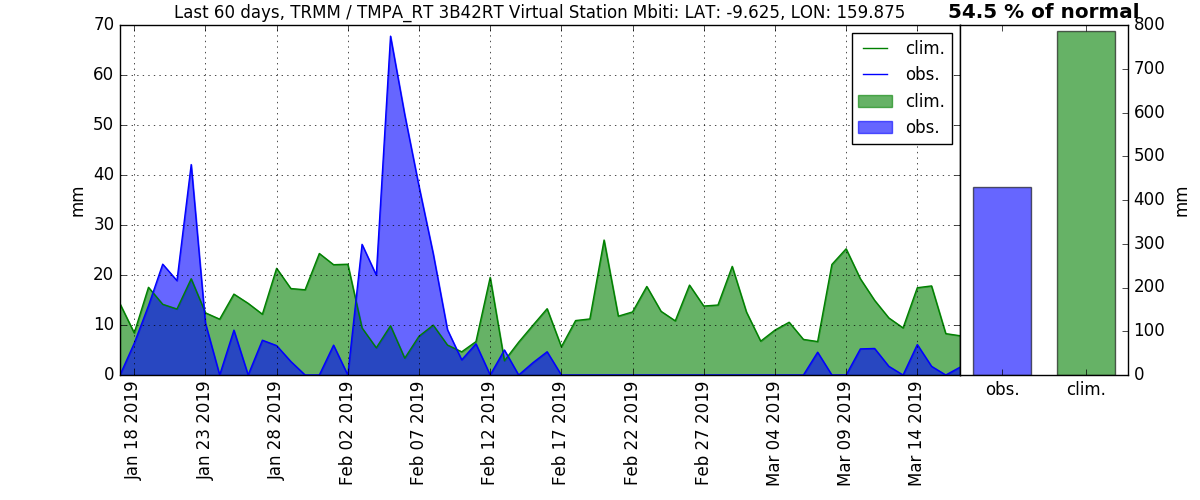 Last 60 days, TRMM / TMPA_RT 3B42RT Virtual Station Mbiti: LAT: -9.625, LON: 159.875
54.5 % of normal
70
60
50
40
30
20
10
0
mm
clim.
obs.
clim.
obs.
800
700
600
500
400
300
200
100
0
mm
Jan 18 2019
Jan 23 2019
Jan 28 2019
Feb 02 2019
Feb 07 2019
Feb 12 2019
Feb 17 2019
Feb 22 2019
Feb 27 2019
Mar 04 2019
Mar 09 2019
Mar 14 2019
obs.
clim.